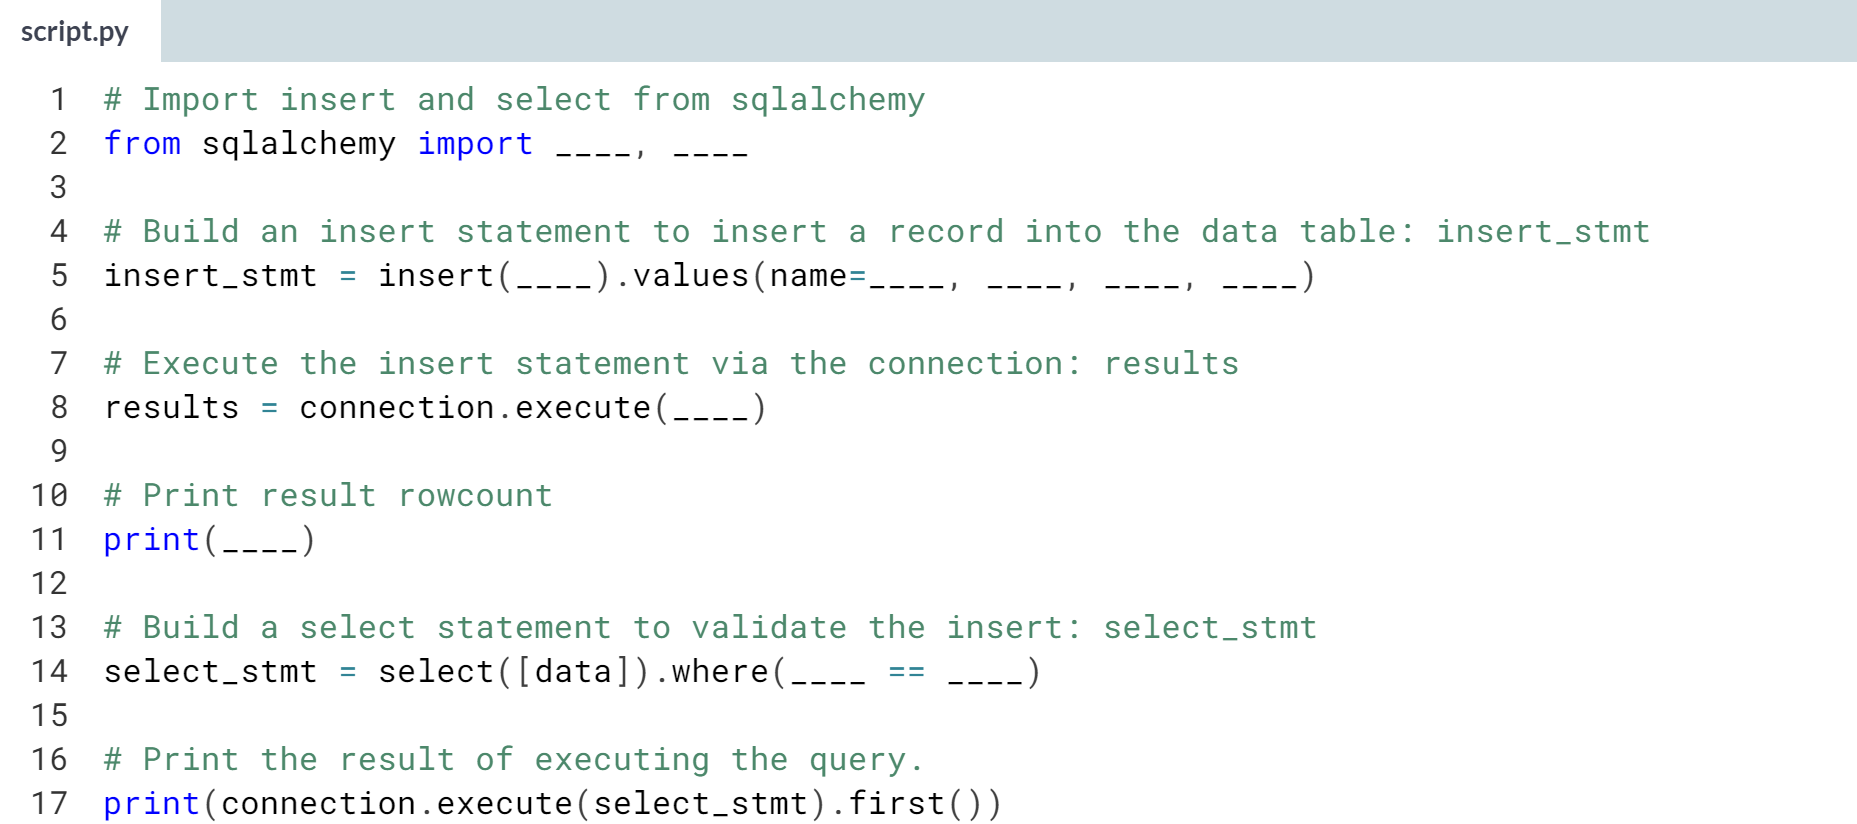 script.py
1 # Import insert and select from sqlalchemy
2 from sqlalchemy import ____, ____
3
4 # Build an insert statement to insert a record into the data table: insert_stmt
5 insert_stmt = insert(____).values(name=____, ____, ____, ____)
6
7 # Execute the insert statement via the connection: results
8 results = connection.execute(____)
9
10 # Print result rowcount
11 print(____)
12
13 # Build a select statement to validate the insert: select_stmt
14 select_stmt = select([data]).where(____ == ____)
15
16 # Print the result of executing the query.
17 print(connection.execute(select_stmt).first())